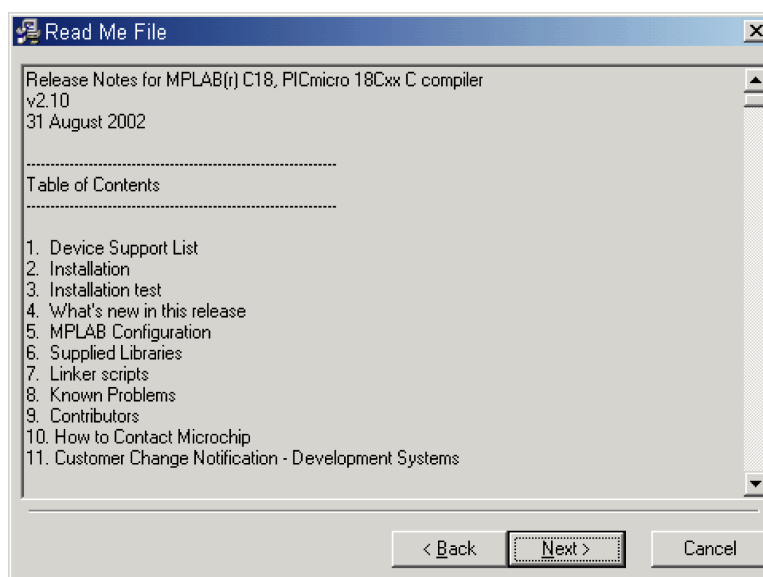 Read Me File
Release Notes for MPLAB(r) C18, PICmicro 18Cxx C compiler
v2.10
31 August 2002
----------------------------------------------------------------
Table of Contents
----------------------------------------------------------------
1. Device Support List
2. Installation
3. Installation test
4. What's new in this release
5. MPLAB Configuration
6. Supplied Libraries
7. Linker scripts
8. Known Problems
9. Contributors
10. How to Contact Microchip
11. Customer Change Notification - Development Systems
< Back Next > Cancel